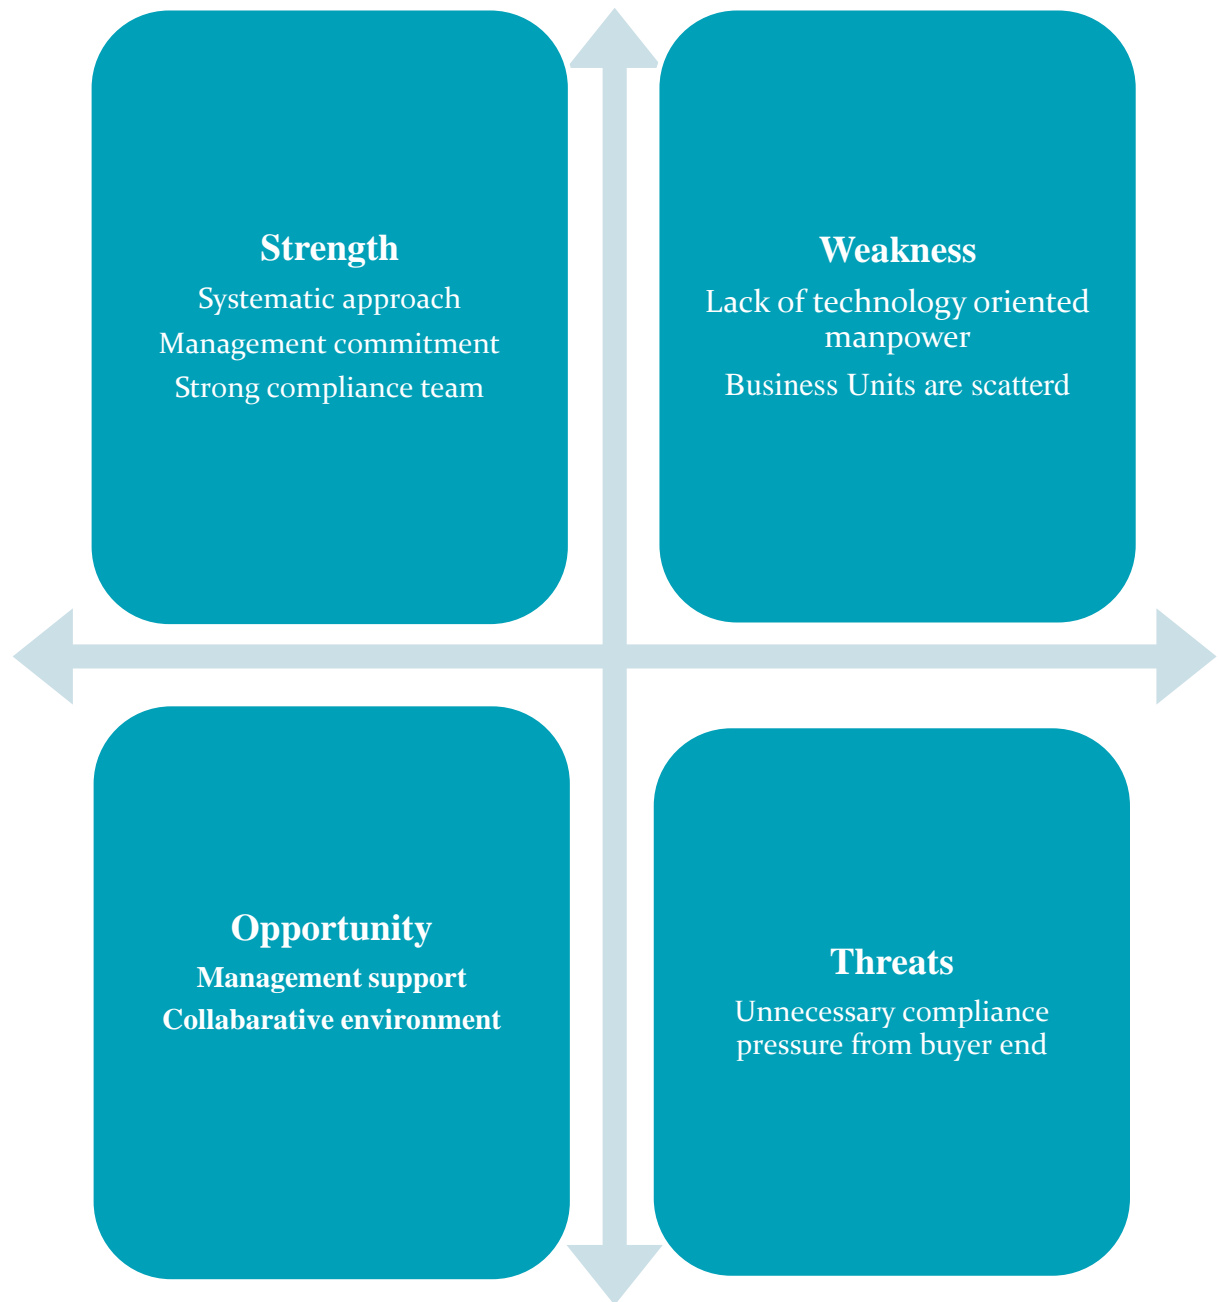 Strength
Systematic approach
Management commitment
Strong compliance team
Weakness
Lack of technology oriented
manpower
Business Units are scatterd
Opportunity
Management support
Collabarative environment
Threats
Unnecessary compliance
pressure from buyer end